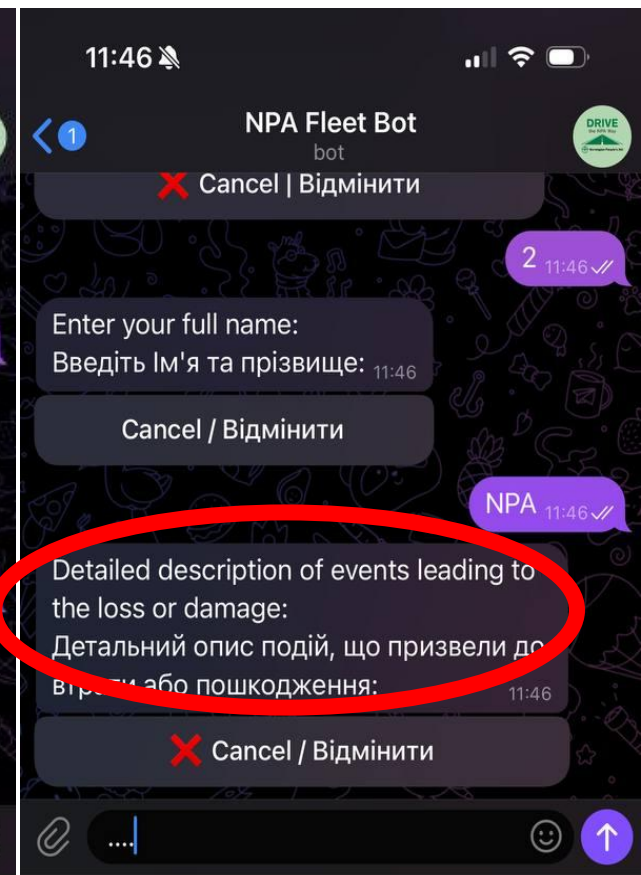 11:46
1
NPA Fleet Bot
bot
DRIVE
❌ Cancel | Відмінити
2 11:46
Enter your full name:
Введіть Ім'я та прізвище: 11:46
Cancel / Відмінити
NPA 11:46
Detailed description of events leading to
the loss or damage:
Детальний опис подій, що призвели до
втрати або пошкодження: 11:46
❌ Cancel / Відмінити
....